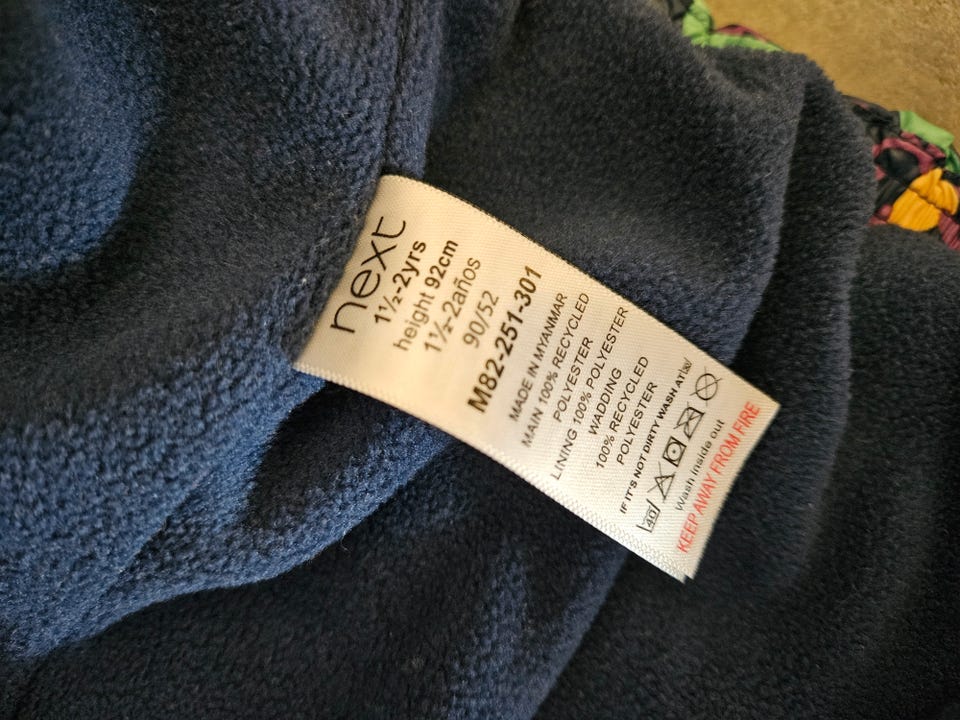 next
1½-2yrs
height 92cm
1½-2años
90/52
M82-251-301
MADE IN MYANMAR
MAIN 100% RECYCLED
POLYESTER
LINING 100% POLYESTER
WADDING
100% RECYCLED
POLYESTER
IF IT'S NOT DIRTY WASH AT 30
40
Wash inside out
KEEP AWAY FROM FIRE